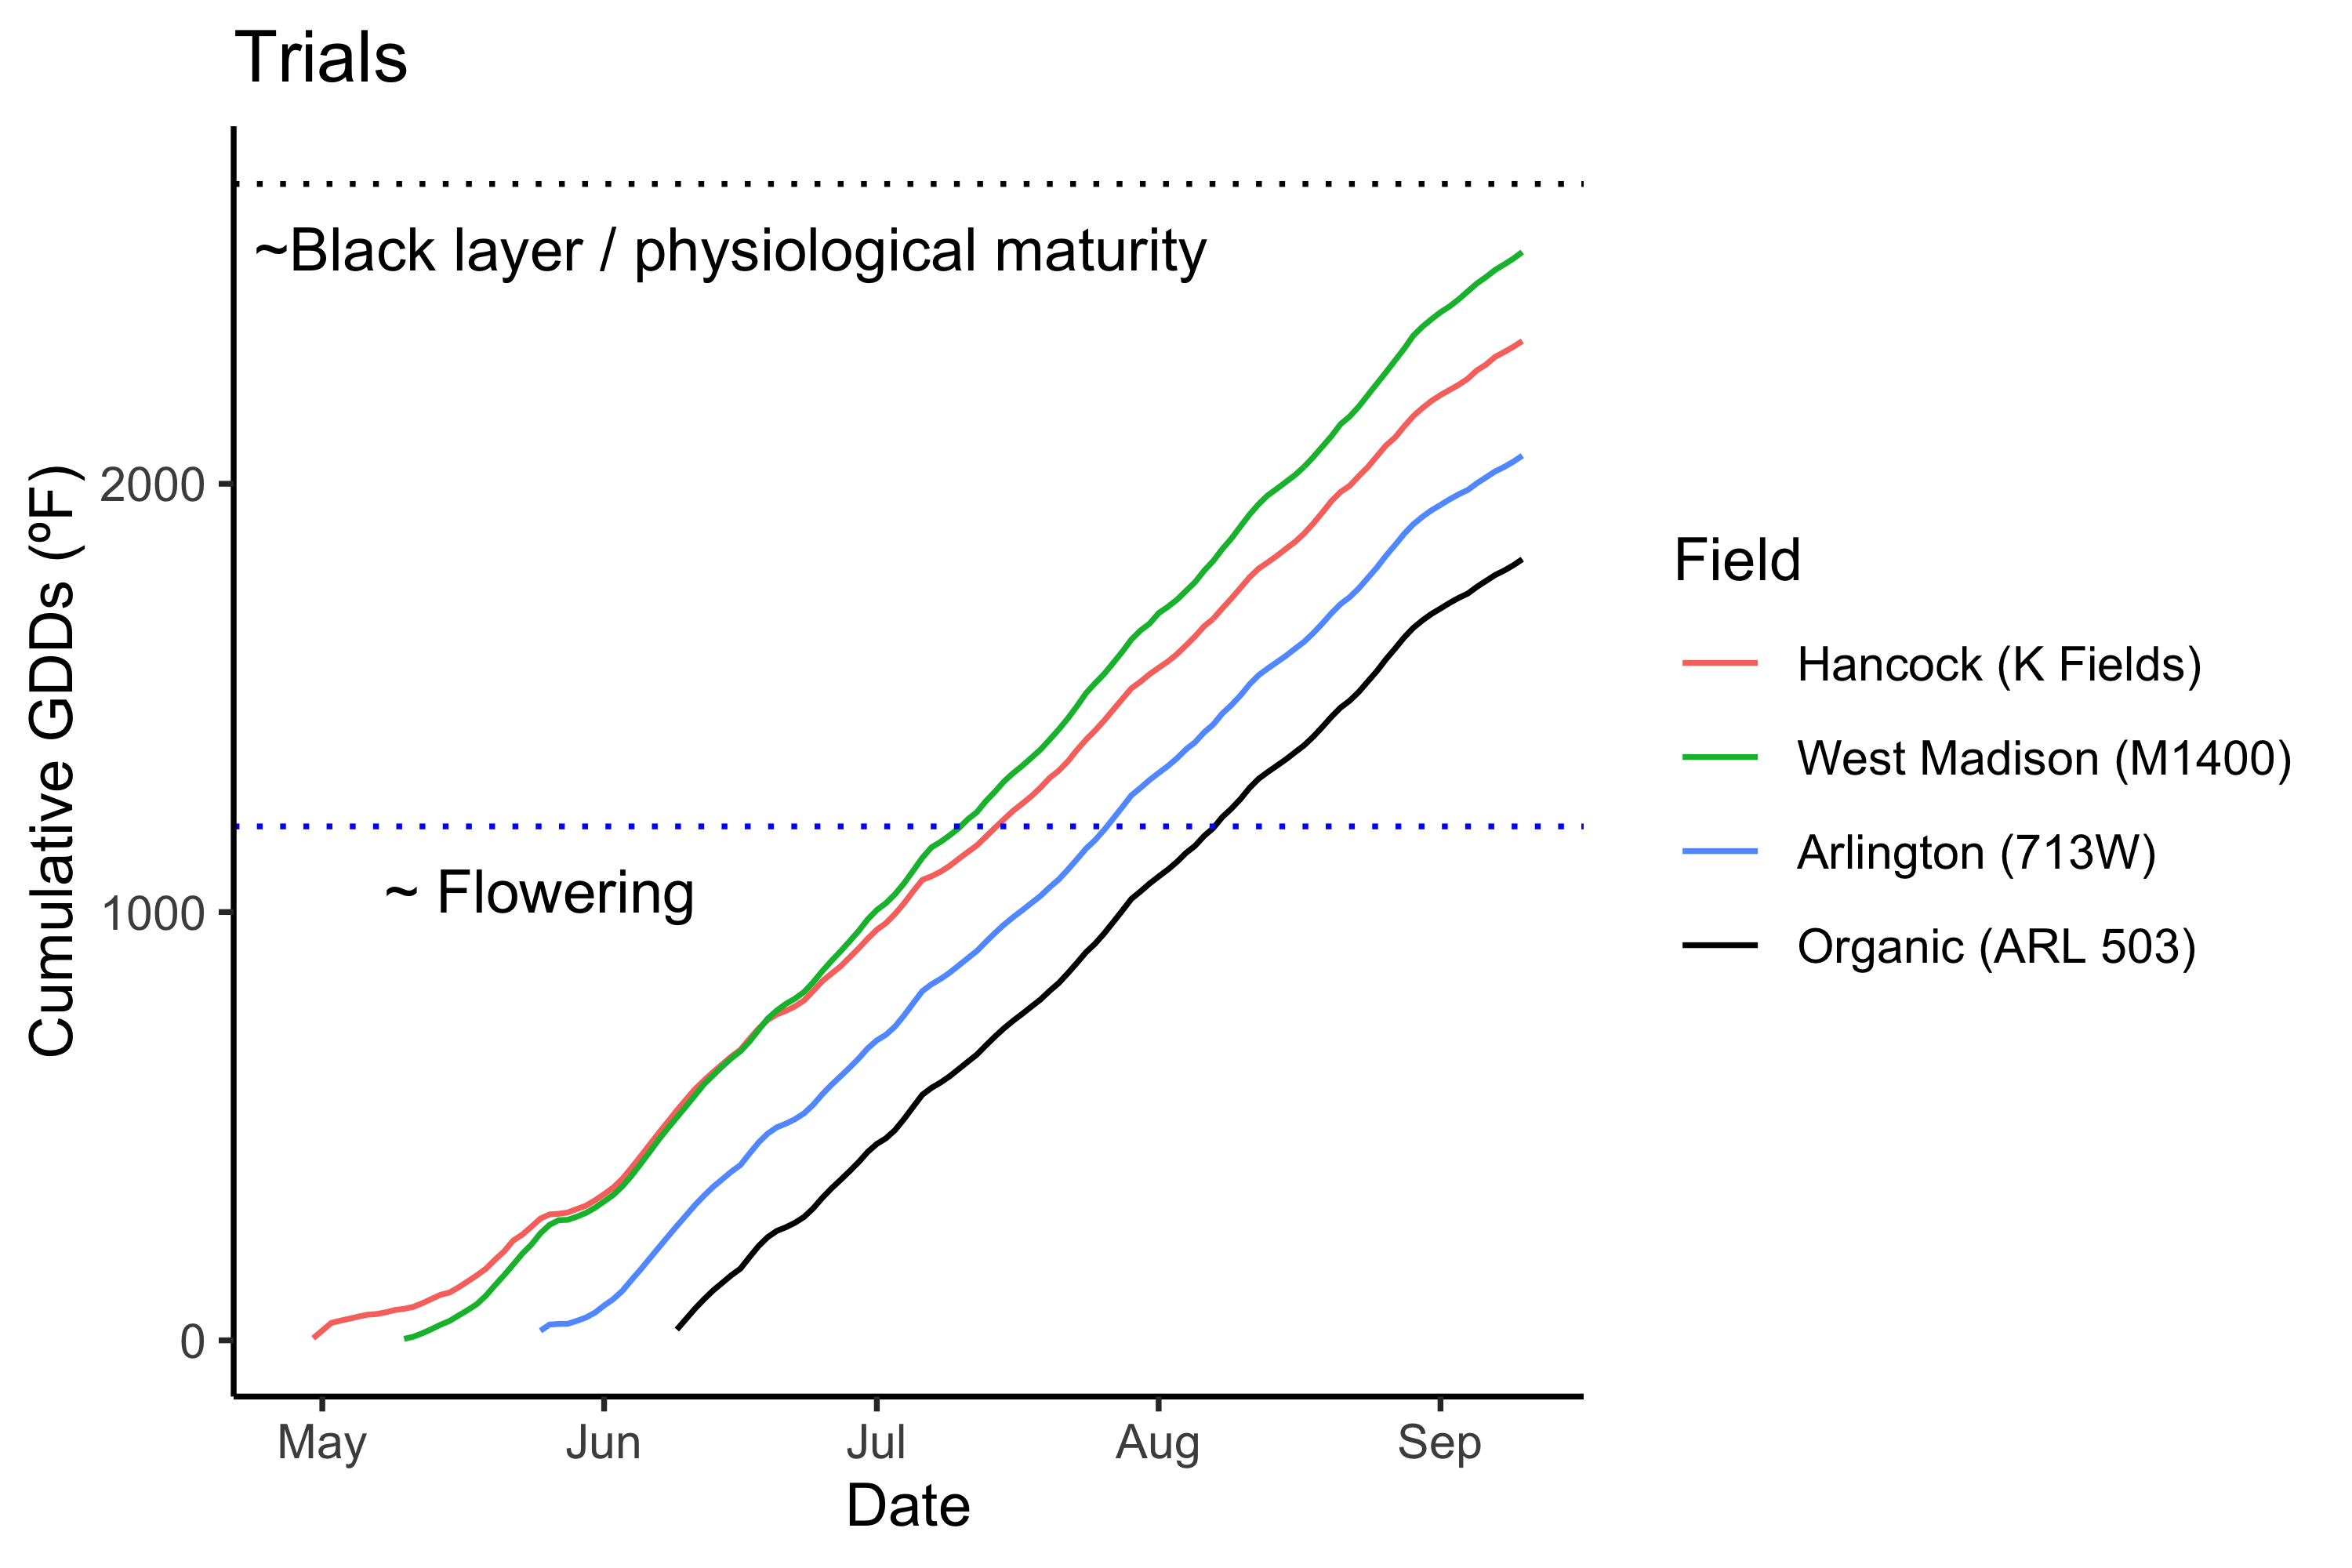 Trials
~Black layer / physiological maturity
~ Flowering
Cumulative GDDs (ºF)
2000
1000
0
May
Jun
Jul
Aug
Sep
Date
Field
Hancock (K Fields)
West Madison (M1400)
Arlington (713W)
Organic (ARL 503)